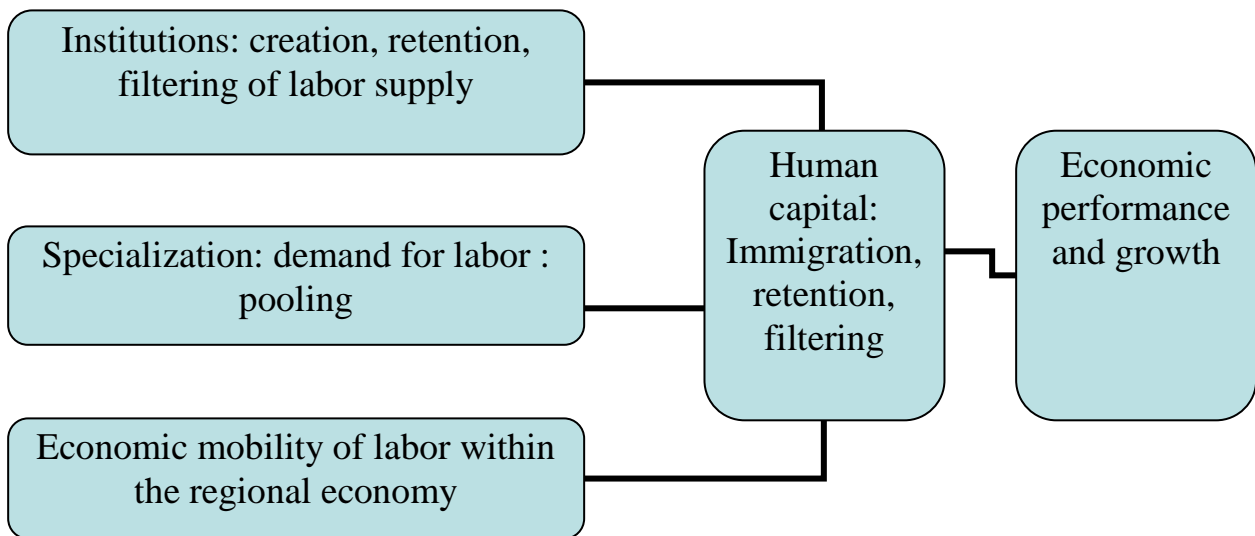 Institutions: creation, retention,
filtering of labor supply
Specialization: demand for labor :
pooling
Economic mobility of labor within
the regional economy
Human
capital:
Immigration,
retention,
filtering
Economic
performance
and growth